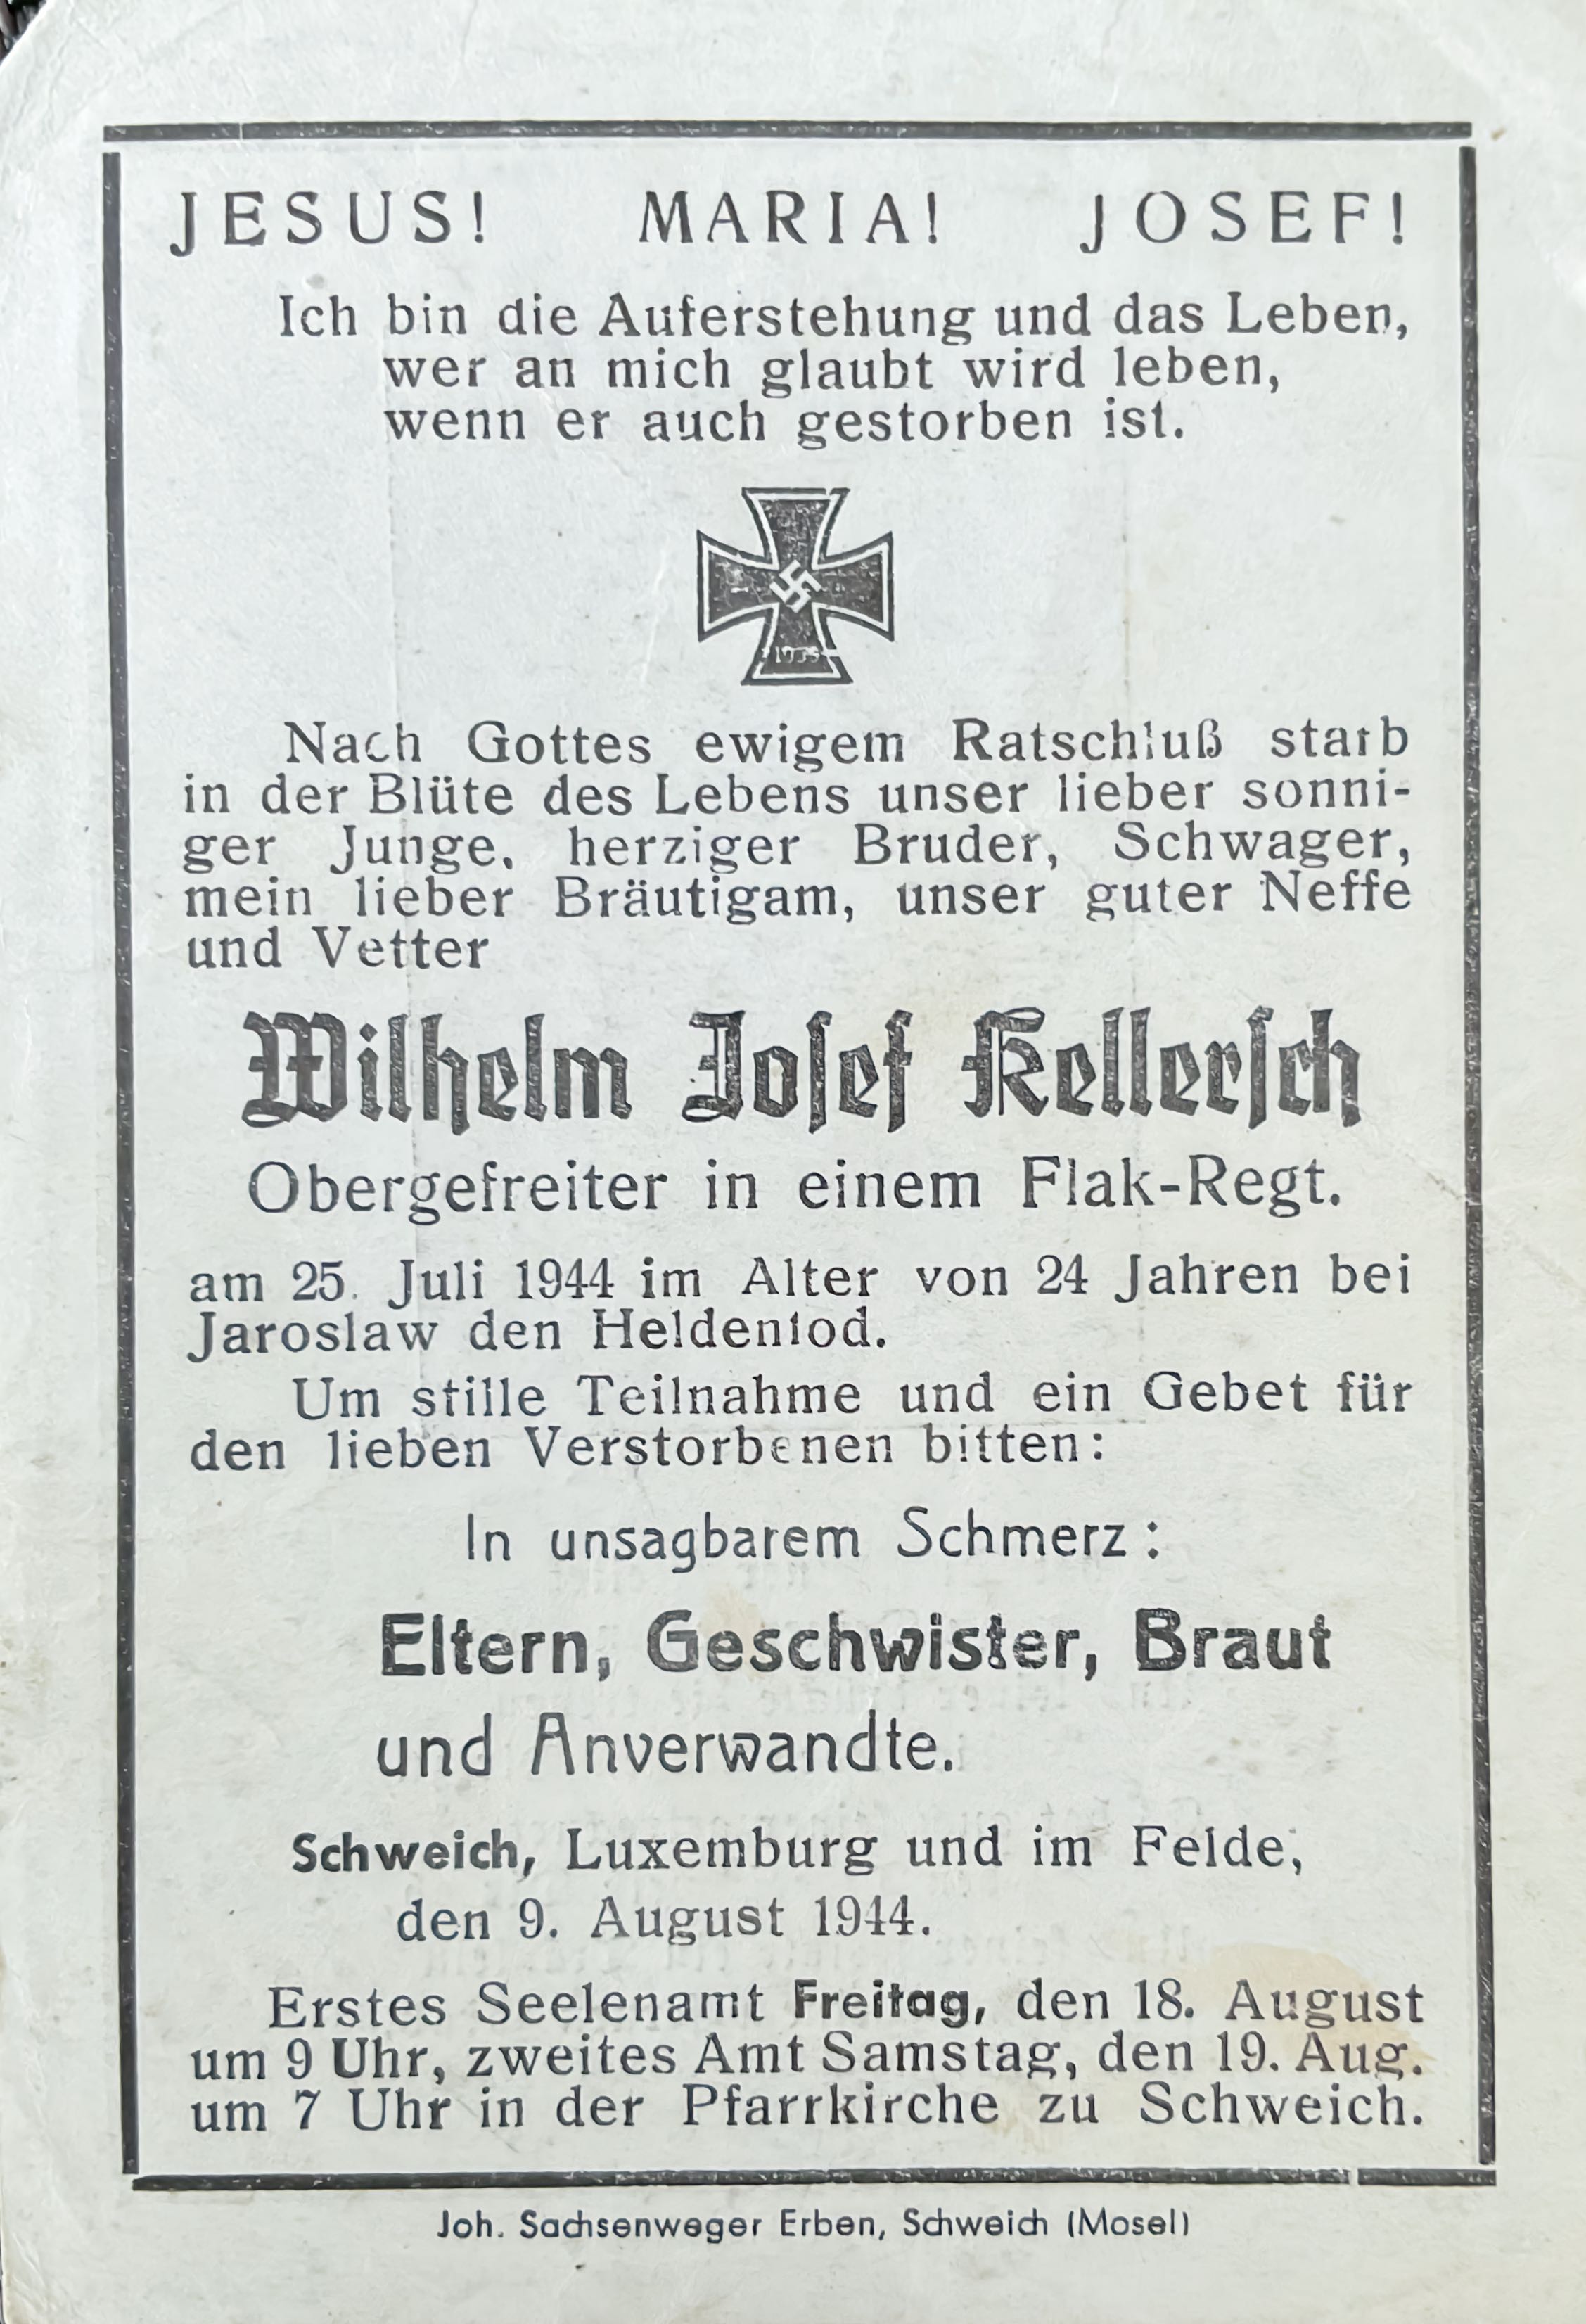 JESUS! MARIA! JOSEF!
Ich bin die Auferstehung und das Leben,
wer an mich glaubt wird leben,
wenn er auch gestorben ist.
1939
Nach Gottes ewigem Ratschluß starb
in der Blüte des Lebens unser lieber sonni-
ger Junge, herziger Bruder, Schwager,
mein lieber Bräutigam, unser guter Neffe
und Vetter
Wilhelm Josef Kellersch
Obergefreiter in einem Flak-Regt.
am 25. Juli 1944 im Alter von 24 Jahren bei
Jaroslaw den Heldentod.
Um stille Teilnahme und ein Gebet für
den lieben Verstorbenen bitten:
In unsagbarem Schmerz:
Eltern, Geschwister, Braut
und Anverwandte.
Schweich, Luxemburg und im Felde,
den 9. August 1944.
Erstes Seelenamt Freitag, den 18. August
um 9 Uhr, zweites Amt Samstag, den 19. Aug.
um 7 Uhr in der Pfarrkirche zu Schweich.
Joh. Sachsenweger Erben, Schweich (Mosel)